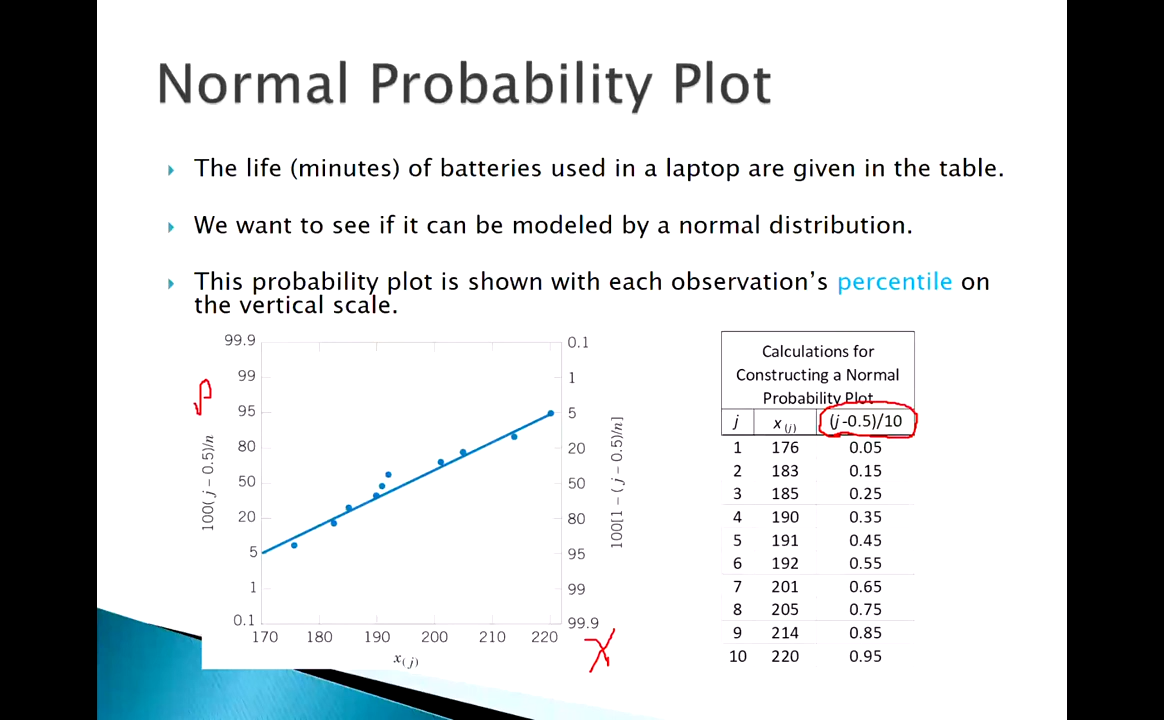 Normal Probability Plot
The life (minutes) of batteries used in a laptop are given in the table.
We want to see if it can be modeled by a normal distribution.
This probability plot is shown with each observation's percentile on
the vertical scale.
P
100( j − 0.5)/n
99.9
99
95
80
50
20
5
1
0.1
170 180 190 200 210 220
x(j)
0.1
1
5
20
50
80
95
99
99.9
100[1 − ( j − 0.5)/n]
X
Calculations for
Constructing a Normal
Probability Plot
j x (j) (j -0.5)/10
1 176 0.05
2 183 0.15
3 185 0.25
4 190 0.35
5 191 0.45
6 192 0.55
7 201 0.65
8 205 0.75
9 214 0.85
10 220 0.95